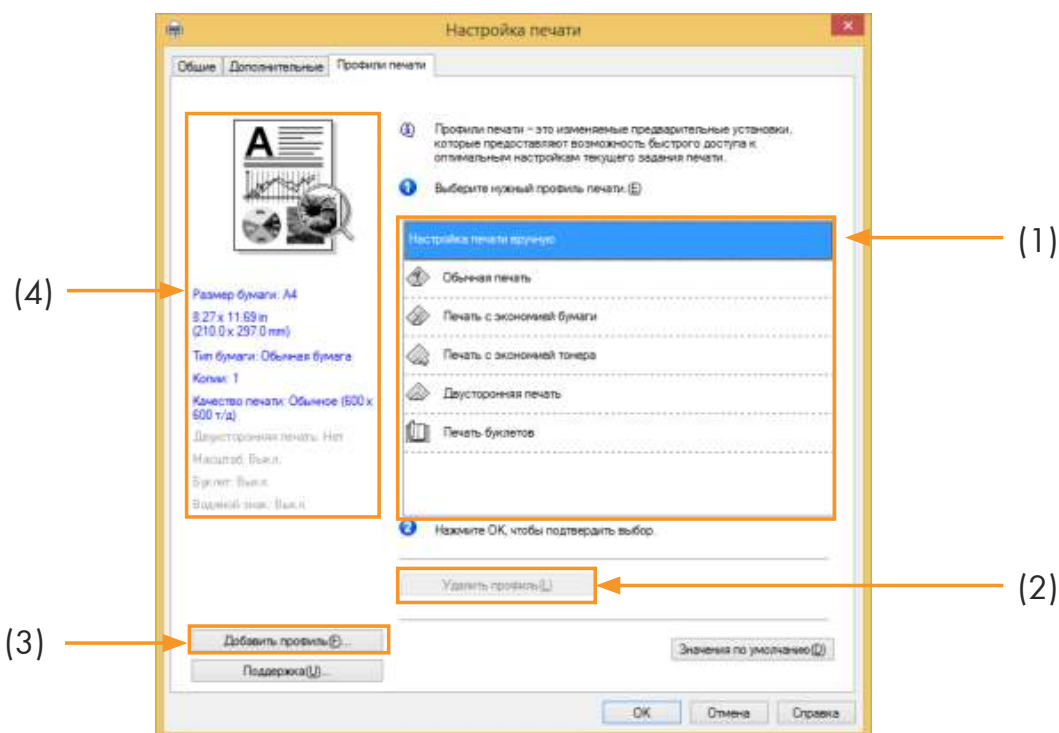 Настройка печати
Общие Дополнительные Профили печати
A
Профили печати - это изменяемые предварительные установки,
которые предоставляют возможность быстрого доступа к
оптимальным настройкам текущего задания печати.
1 Выберите нужный профиль печати.(E)
Настройка печати вручную
(1)
Обычная печать
Печать с экономией бумаги
Печать с экономией тонера
Двусторонняя печать
Печать буклетов
(4)
Размер бумаги: A4
8.27 x 11.69 in
(210.0 x 297.0 mm)
Тип бумаги: Обычная бумага
Копии: 1
Качество печати: Обычное (600 x
600 т/д)
Двусторонняя печать: Нет
Масштаб: Выкл.
Буклет: Выкл.
Водяной знак: Выкл.
2 Нажмите OK, чтобы подтвердить выбор.
Удалить профиль(L)
(2)
(3)
Добавить профиль(F)...
Поддержка(U)...
Значения по умолчанию(D)
OK Отмена Справка